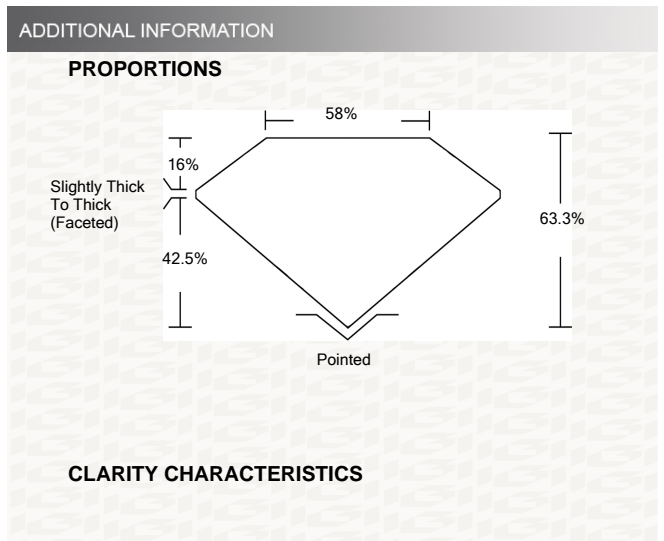 ADDITIONAL INFORMATION
PROPORTIONS
58%
16%
Slightly Thick
To Thick
(Faceted)
63.3%
42.5%
Pointed
CLARITY CHARACTERISTICS